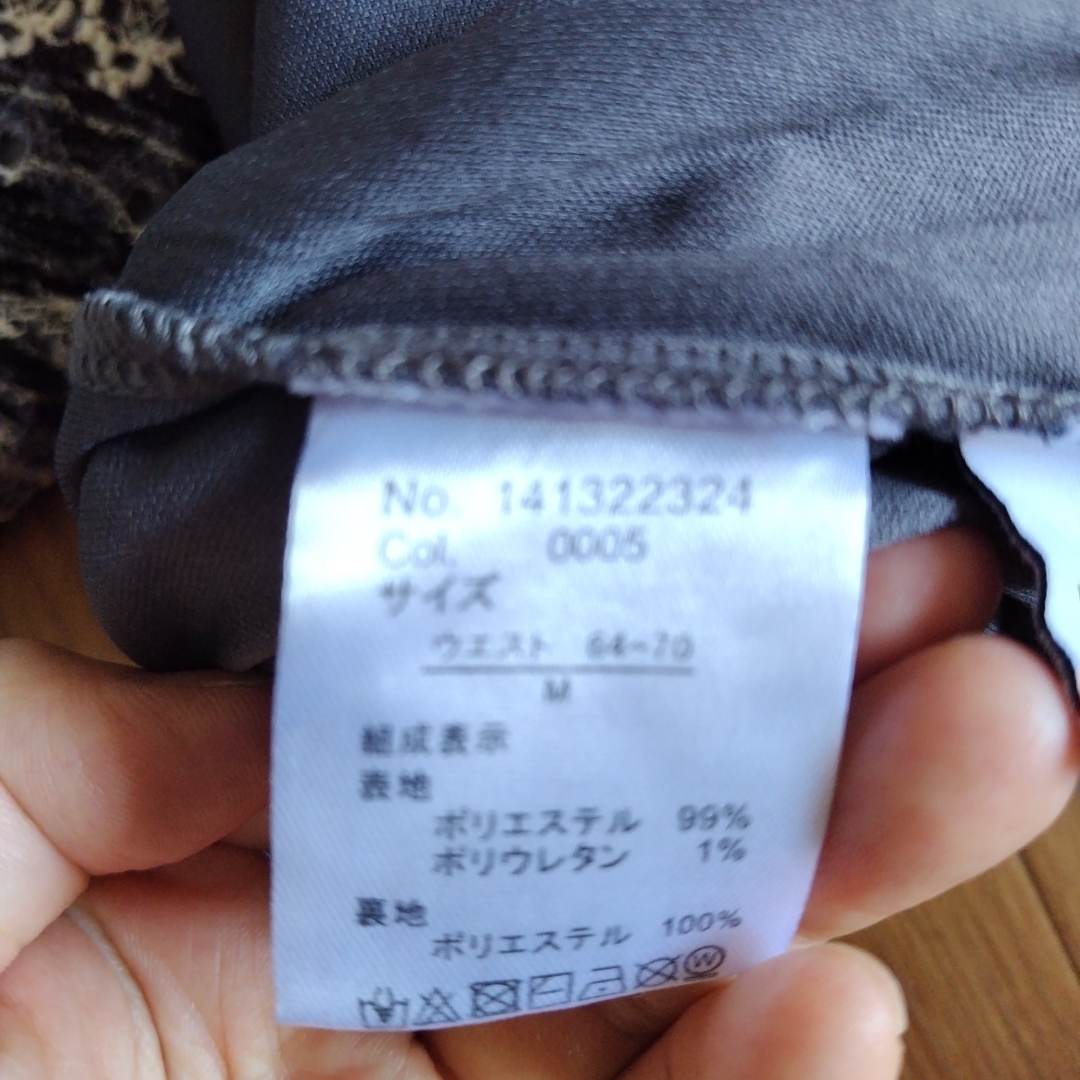 No. 141322324
Col. 0005
サイズ
ウエスト 64-70
M
組成表示
表地
ポリエステル 99%
ポリウレタン 1%
裏地
ポリエステル 100%
W